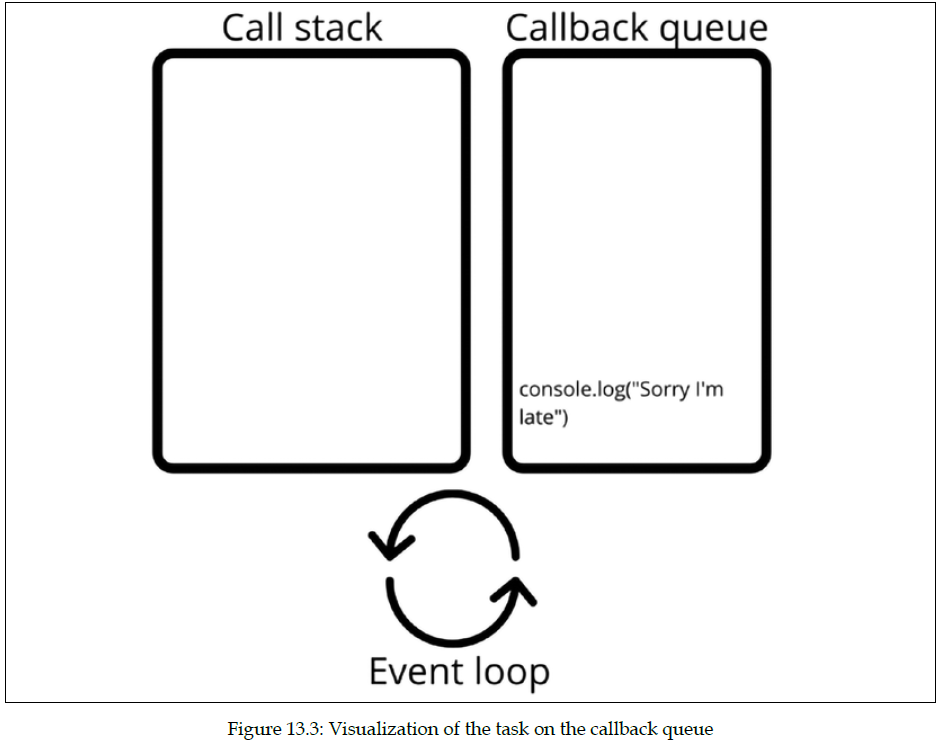 Call stack
Callback queue
console.log("Sorry I'm
late")
Event loop
Figure 13.3: Visualization of the task on the callback queue